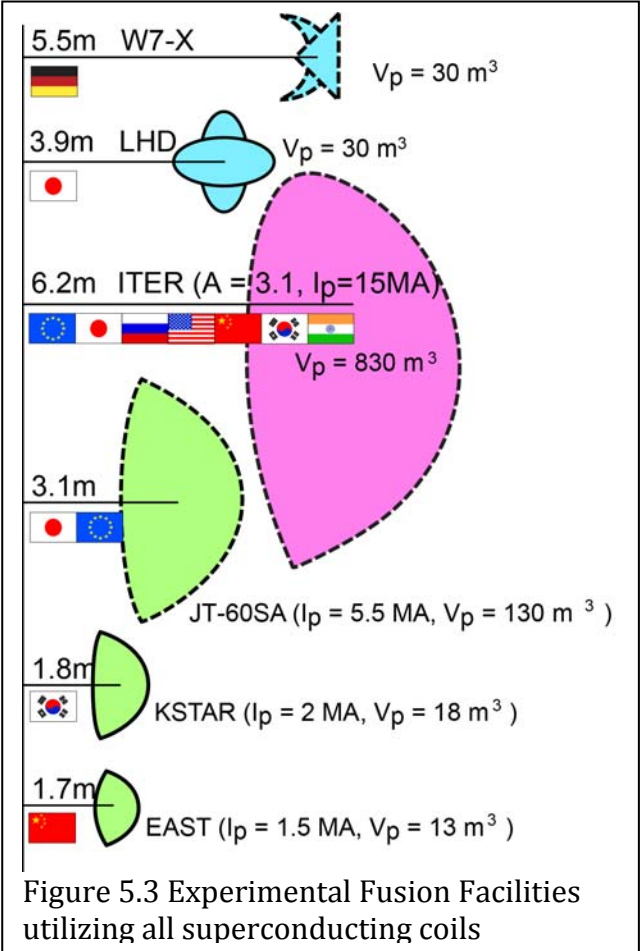 5.5m W7-X
Vp = 30 m³
3.9m LHD
Vp = 30 m³
6.2m ITER (A = 3.1, Ip=15MA)
Vp = 830 m³
3.1m
JT-60SA (Ip = 5.5 MA, Vp = 130 m ³ )
1.8m
KSTAR (Ip = 2 MA, Vp = 18 m³ )
1.7m
EAST (Ip = 1.5 MA, Vp = 13 m³ )
Figure 5.3 Experimental Fusion Facilities
utilizing all superconducting coils